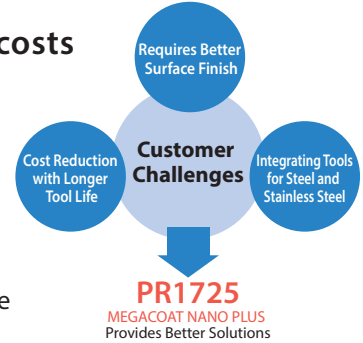 costs
Requires Better
Surface Finish
Customer
Challenges
Cost Reduction
with Longer
Tool Life
Integrating Tools
for Steel and
Stainless Steel
e
PR1725
MEGACOAT NANO PLUS
Provides Better Solutions